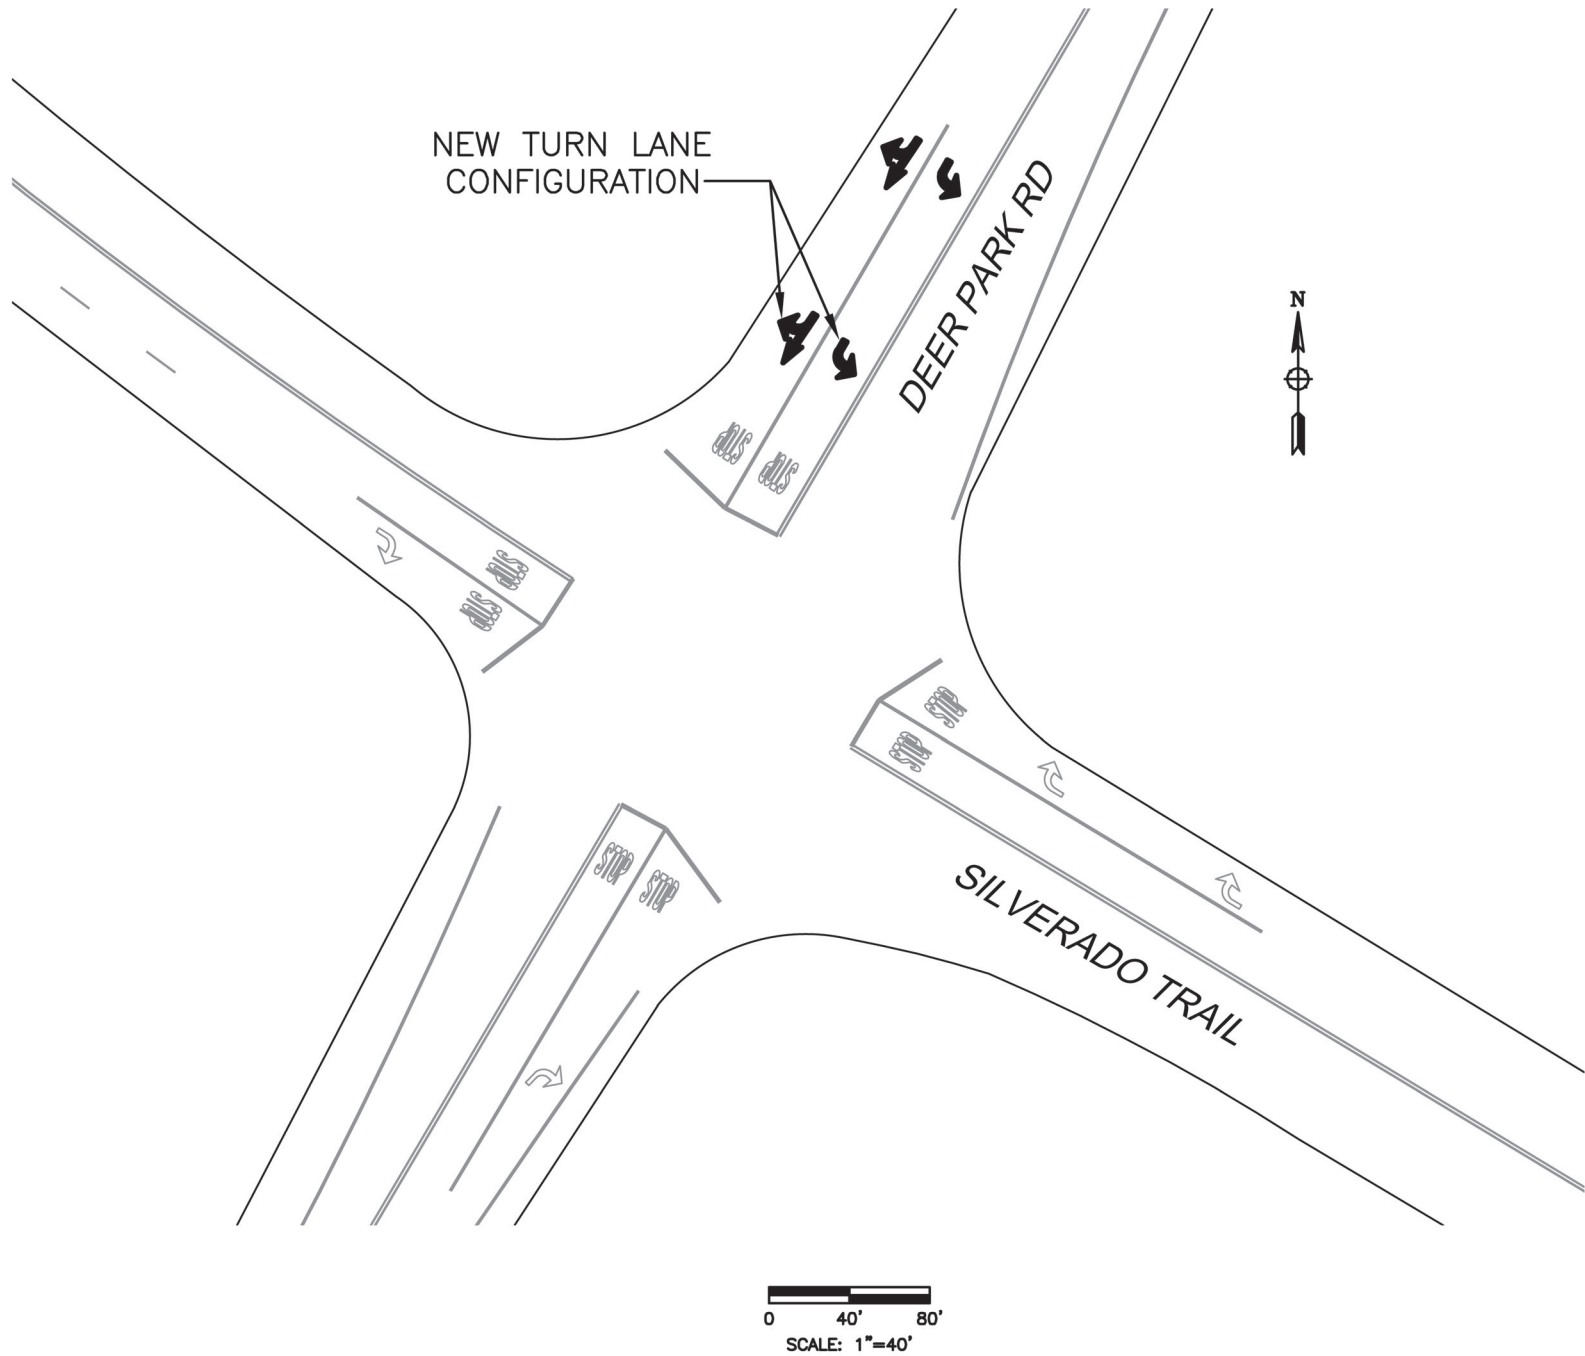 NEW TURN LANE
CONFIGURATION
DEER PARK RD
N
STOP
STOP
STOP
STOP
STOP
STOP
STOP
STOP
SILVERADO TRAIL
0 40' 80'
SCALE: 1"=40'